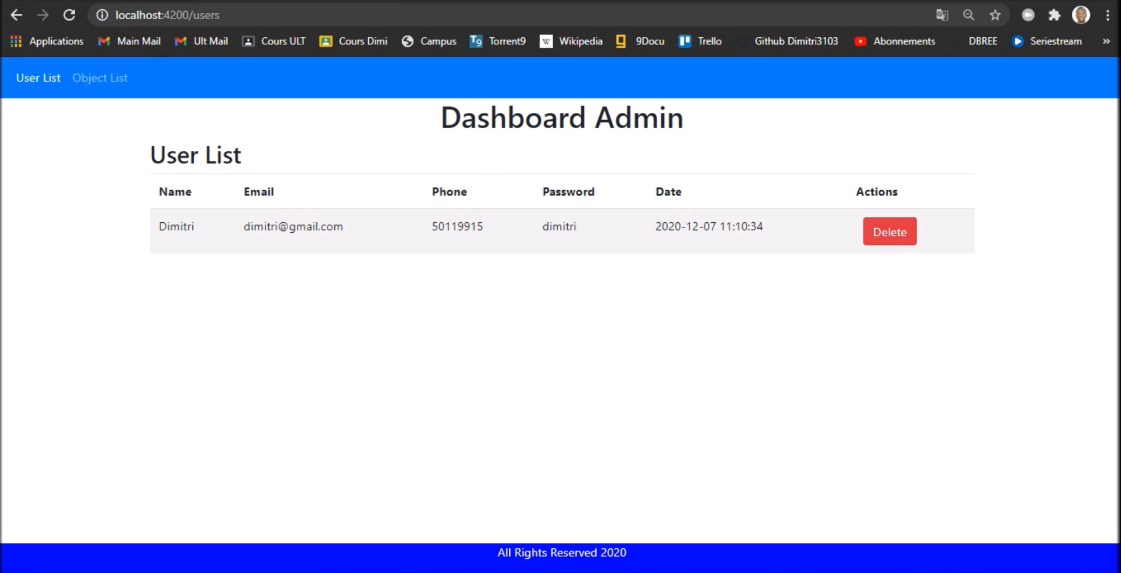 localhost:4200/users
Applications Main Mail Ult Mail Cours ULT Cours Dimi Campus T9 Torrent9 W Wikipedia 9Docu Trello Github Dimitri3103 Abonnements DBREE Seriestream »
User List Object List
Dashboard Admin
User List
Name Email Phone Password Date Actions
Dimitri dimitri@gmail.com 50119915 dimitri 2020-12-07 11:10:34 Delete
All Rights Reserved 2020